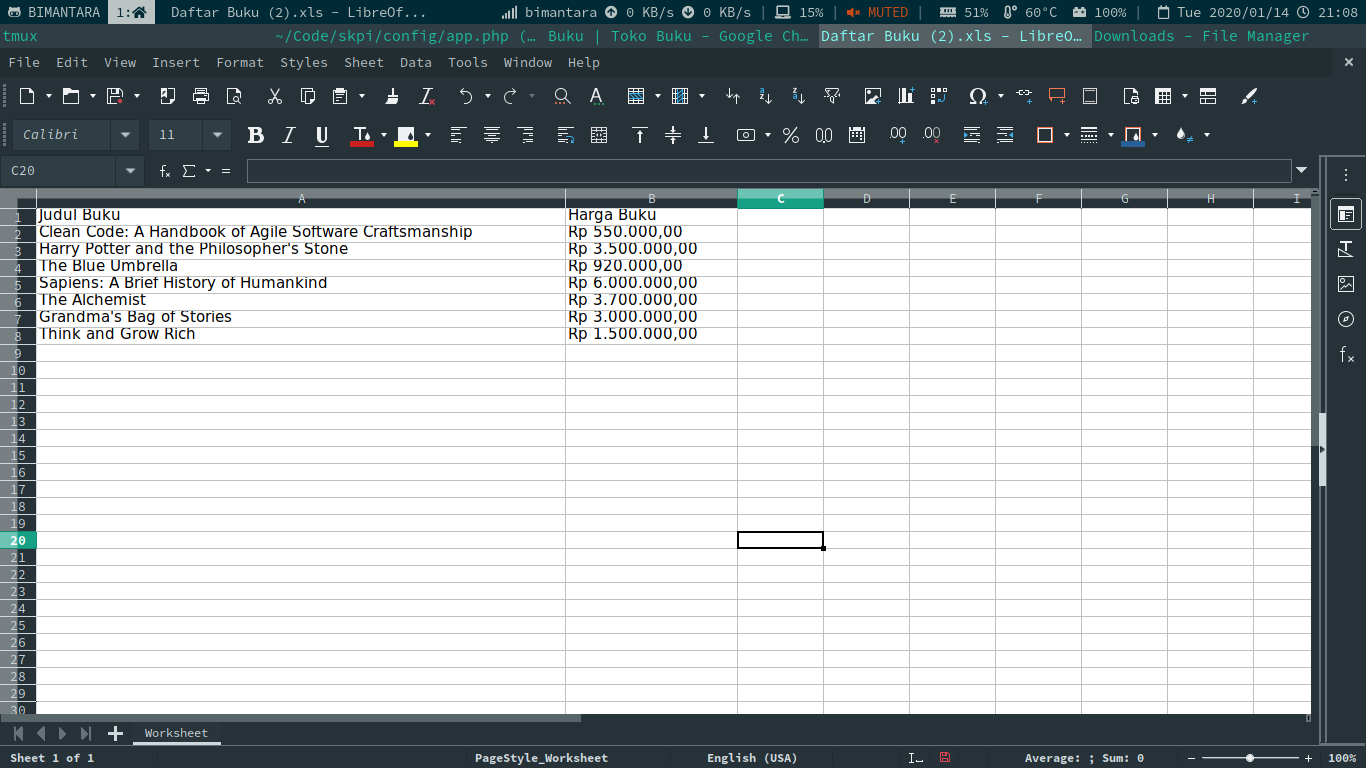 BIMANTARA 1: Daftar Buku (2).xls – LibreOf... bimantara 0 KB/s 0 KB/s | 15% | MUTED | 51% 60°C 100% | Tue 2020/01/14 21:08
tmux ~/Code/skpi/config/app.php (… Buku | Toko Buku – Google Ch… Daftar Buku (2).xls – LibreO… Downloads – File Manager
File Edit View Insert Format Styles Sheet Data Tools Window Help
Calibri 11
C20
A B C D E F G H I
1 Judul Buku Harga Buku
2 Clean Code: A Handbook of Agile Software Craftsmanship Rp 550.000,00
3 Harry Potter and the Philosopher's Stone Rp 3.500.000,00
4 The Blue Umbrella Rp 920.000,00
5 Sapiens: A Brief History of Humankind Rp 6.000.000,00
6 The Alchemist Rp 3.700.000,00
7 Grandma's Bag of Stories Rp 3.000.000,00
8 Think and Grow Rich Rp 1.500.000,00
9
10
11
12
13
14
15
16
17
18
19
20
21
22
23
24
25
26
27
28
29
30
Worksheet
Sheet 1 of 1 PageStyle_Worksheet English (USA) Average: ; Sum: 0 100%